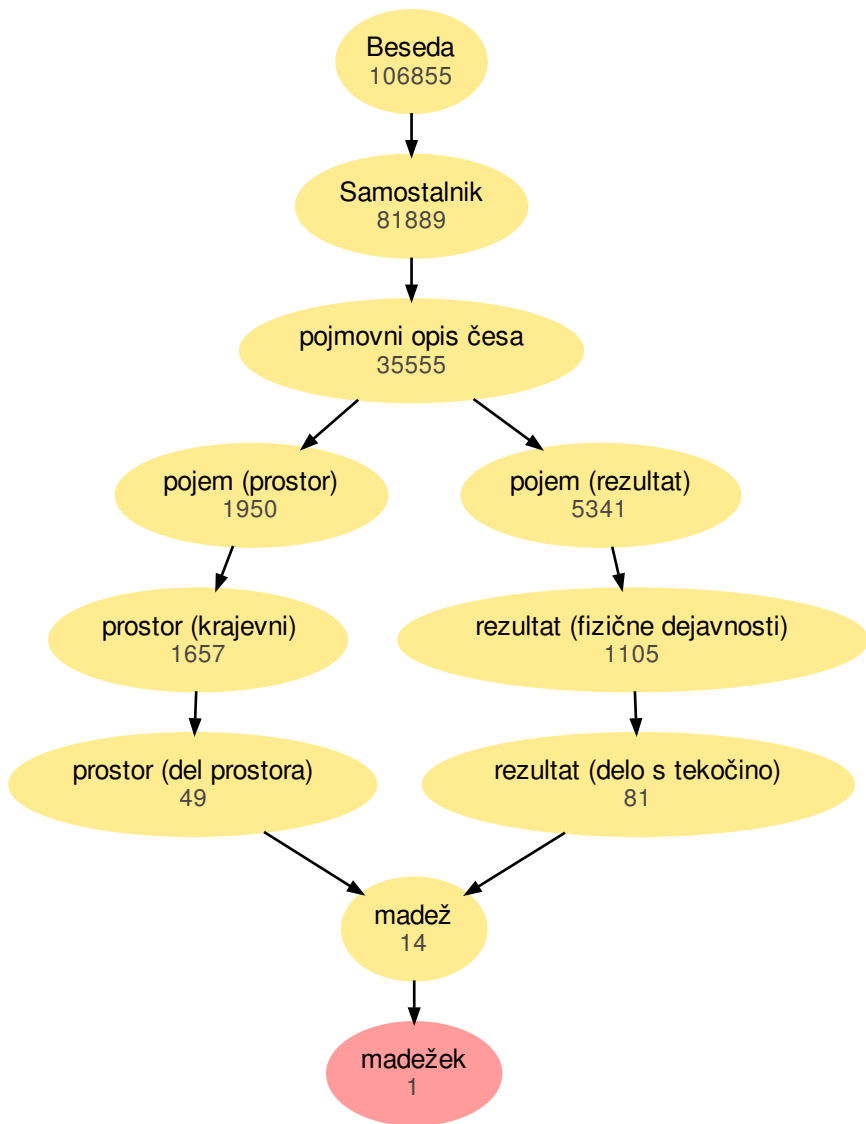 Beseda
106855
Samostalnik
81889
pojmovni opis česa
35555
pojem (prostor)
1950
pojem (rezultat)
5341
prostor (krajevni)
1657
rezultat (fizične dejavnosti)
1105
prostor (del prostora)
49
rezultat (delo s tekočino)
81
madež
14
madežek
1